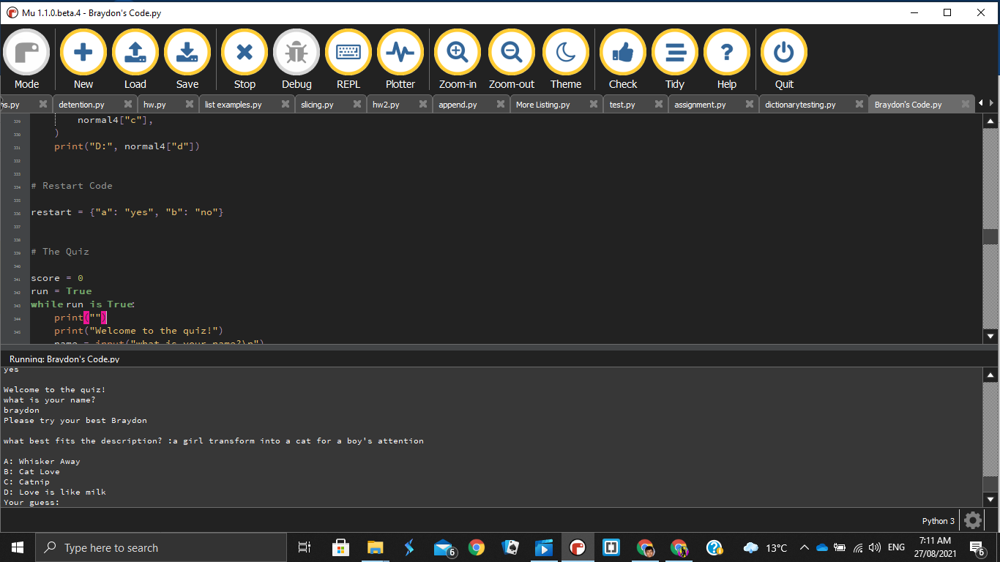 Mu 1.1.0.beta.4 - Braydon's Code.py
Mode New Load Save Stop Debug REPL Plotter Zoom-in Zoom-out Theme Check Tidy Help Quit
ns.py detention.py hw.py list examples.py slicing.py hw2.py append.py More Listing.py test.py assignment.py dictionarytesting.py Braydon's Code.py
329 normal4["c"],
330 )
331 print("D:", normal4["d"])
332
333
334 # Restart Code
335
336 restart = {"a": "yes", "b": "no"}
337
338
339 # The Quiz
340
341 score = 0
342 run = True
343 while run is True:
344 print("")
345 print("Welcome to the quiz!")
name = input("what is your name?\n")
Running: Braydon's Code.py
yes
Welcome to the quiz!
what is your name?
braydon
Please try your best Braydon
what best fits the description? :a girl transform into a cat for a boy's attention
A: Whisker Away
B: Cat Love
C: Catnip
D: Love is like milk
Your guess:
Python 3
Type here to search
6
13°C
ENG
7:11 AM
27/08/2021
6